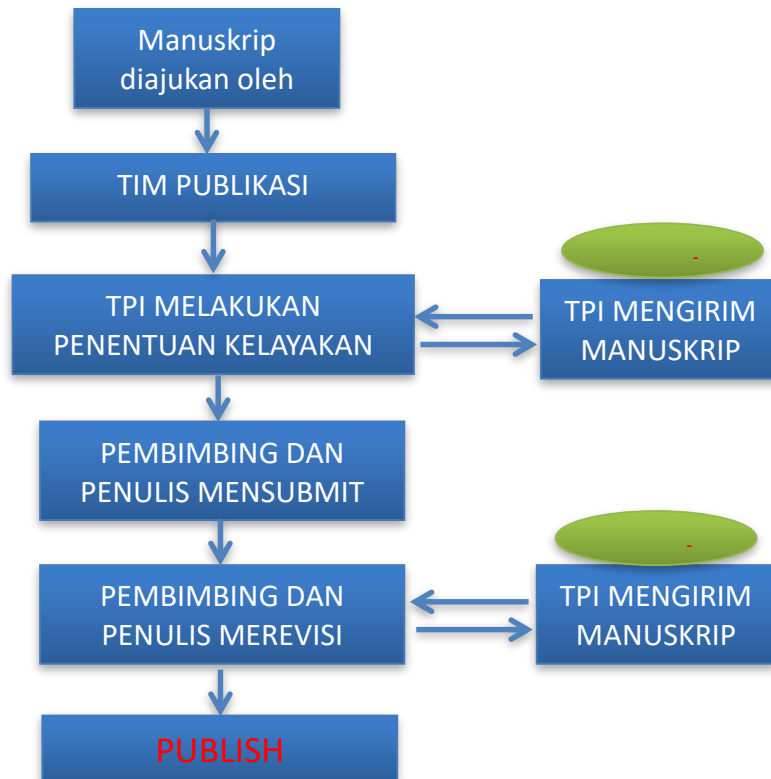 Manuskrip
diajukan oleh
TIM PUBLIKASI
TPI MELAKUKAN
PENENTUAN KELAYAKAN
TPI MENGIRIM
MANUSKRIP
PEMBIMBING DAN
PENULIS MENSUBMIT
PEMBIMBING DAN
PENULIS MEREVISI
TPI MENGIRIM
MANUSKRIP
PUBLISH